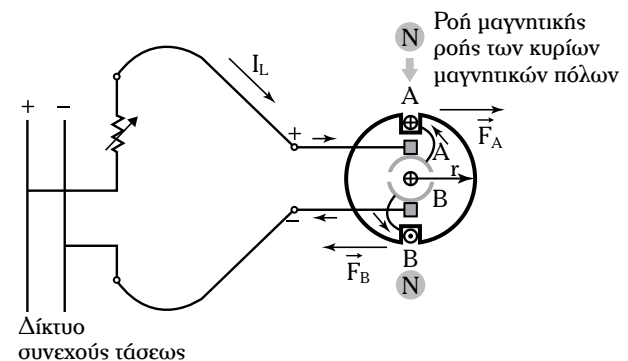 N
Ροή μαγνητικής
ροής των κυρίων
μαγνητικών πόλων
I_L
A
F_A
+ −
+
A
r
B
−
B
F_B
N
Δίκτυο
συνεχούς τάσεως